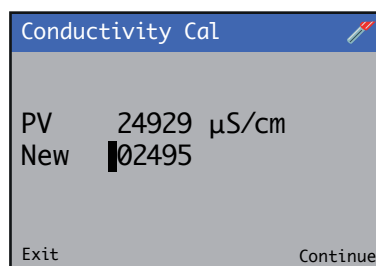 Conductivity Cal
PV 24929 µS/cm
New 02495
Exit Continue